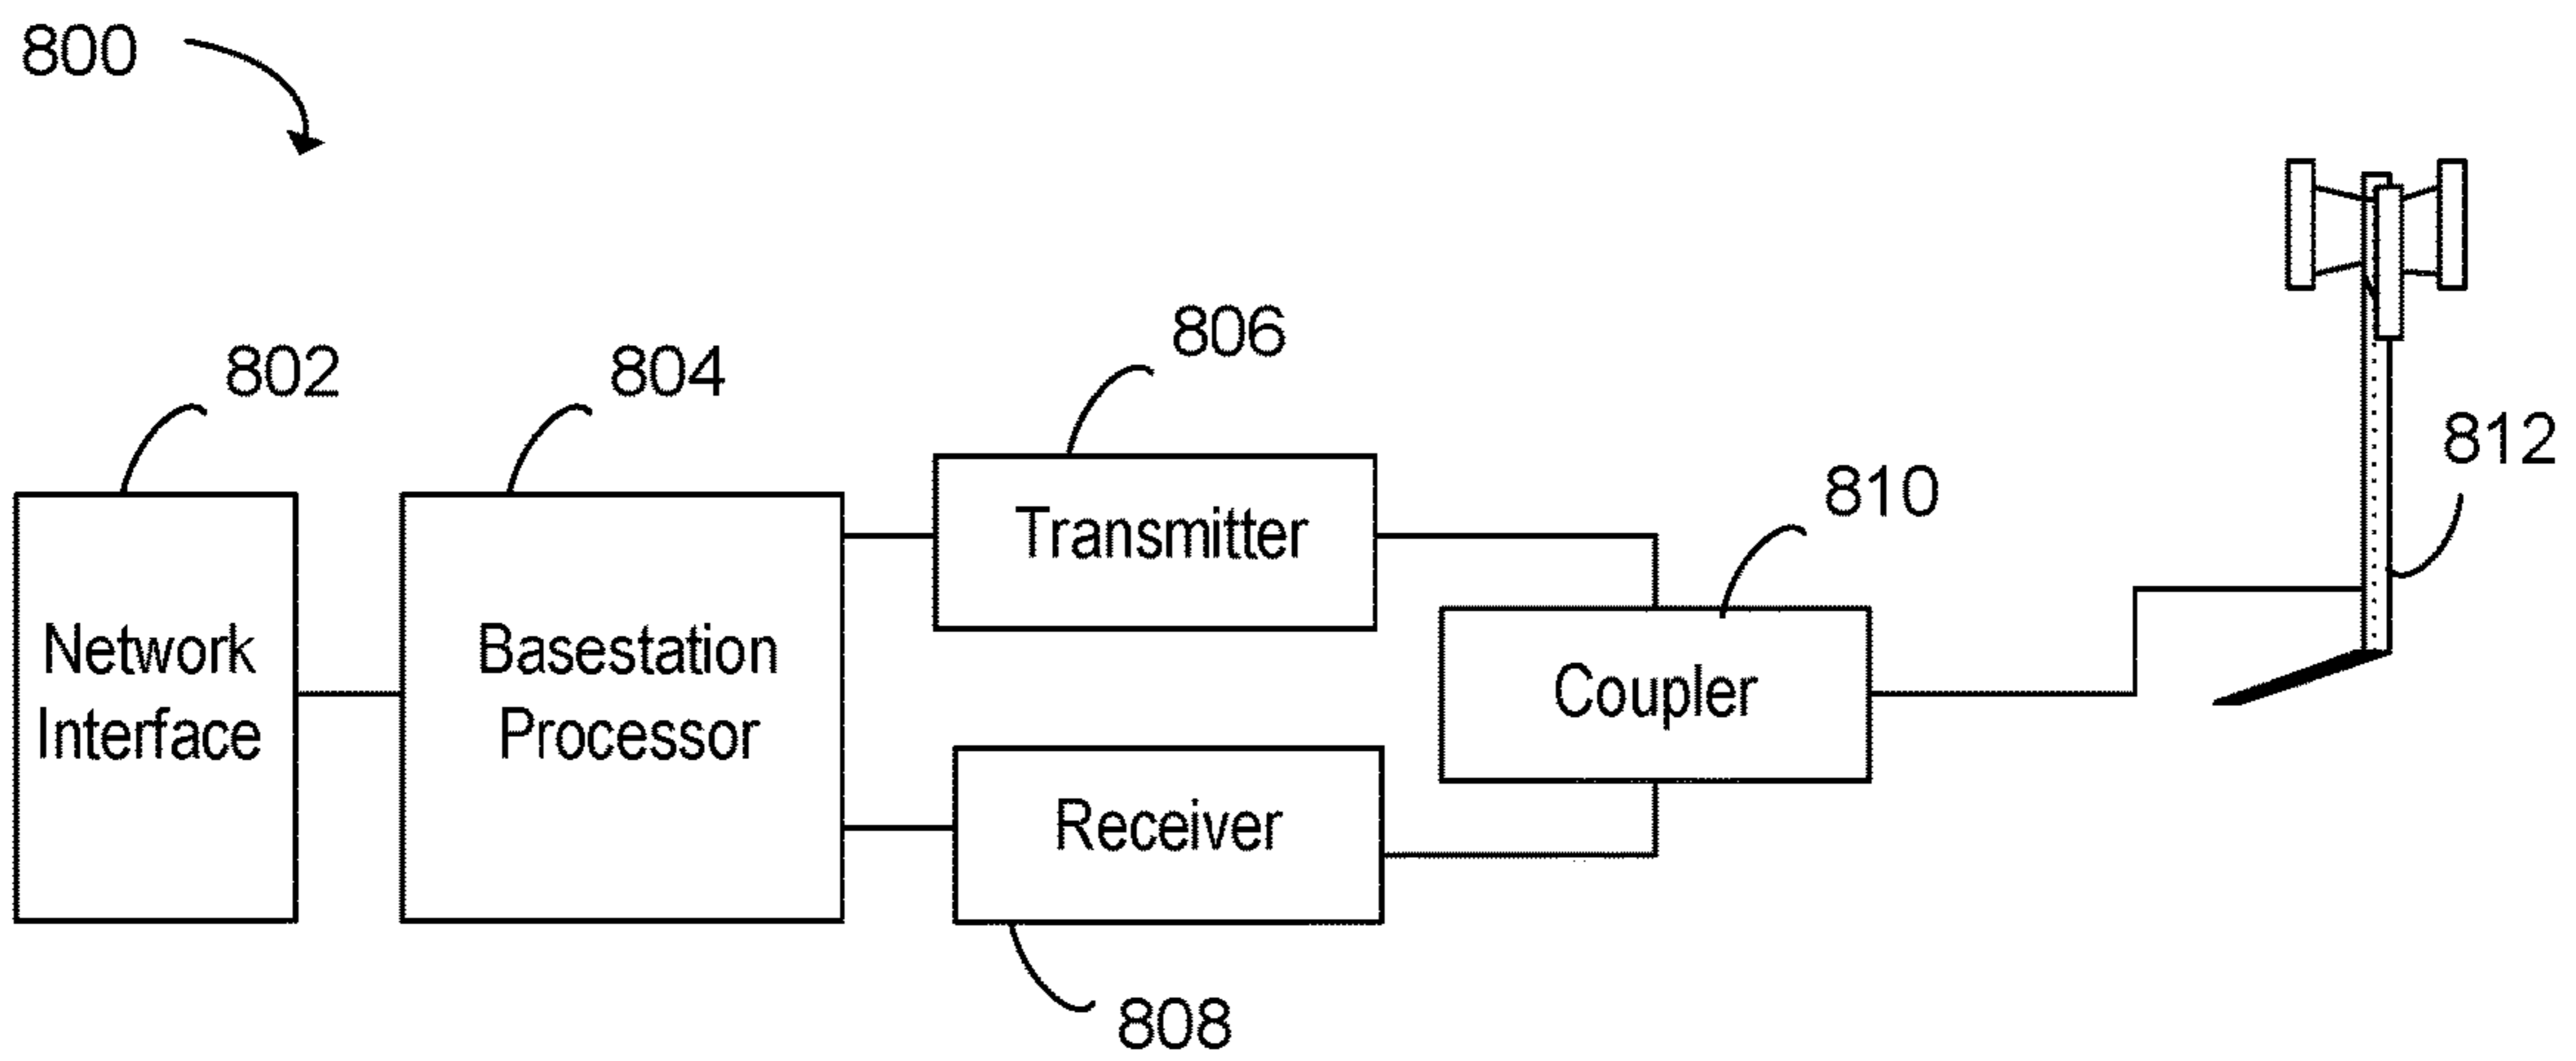 800
802
804
806
810
812
Network
Interface
Basestation
Processor
Transmitter
Receiver
Coupler
808